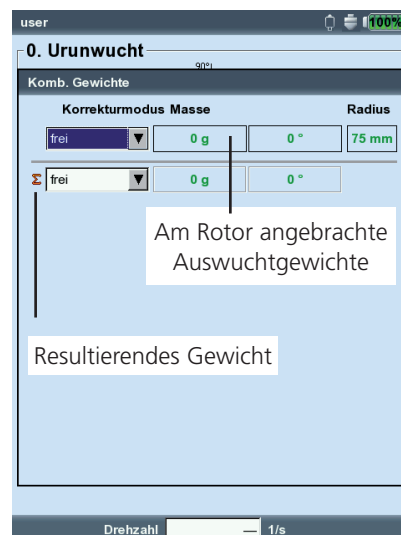 user 100%
0. Urunwucht
90°
Komb. Gewichte
Korrekturmodus Masse Radius
frei 0 g 0 ° 75 mm
Σ frei 0 g 0 °
Am Rotor angebrachte
Auswuchtgewichte
Resultierendes Gewicht
Drehzahl — 1/s